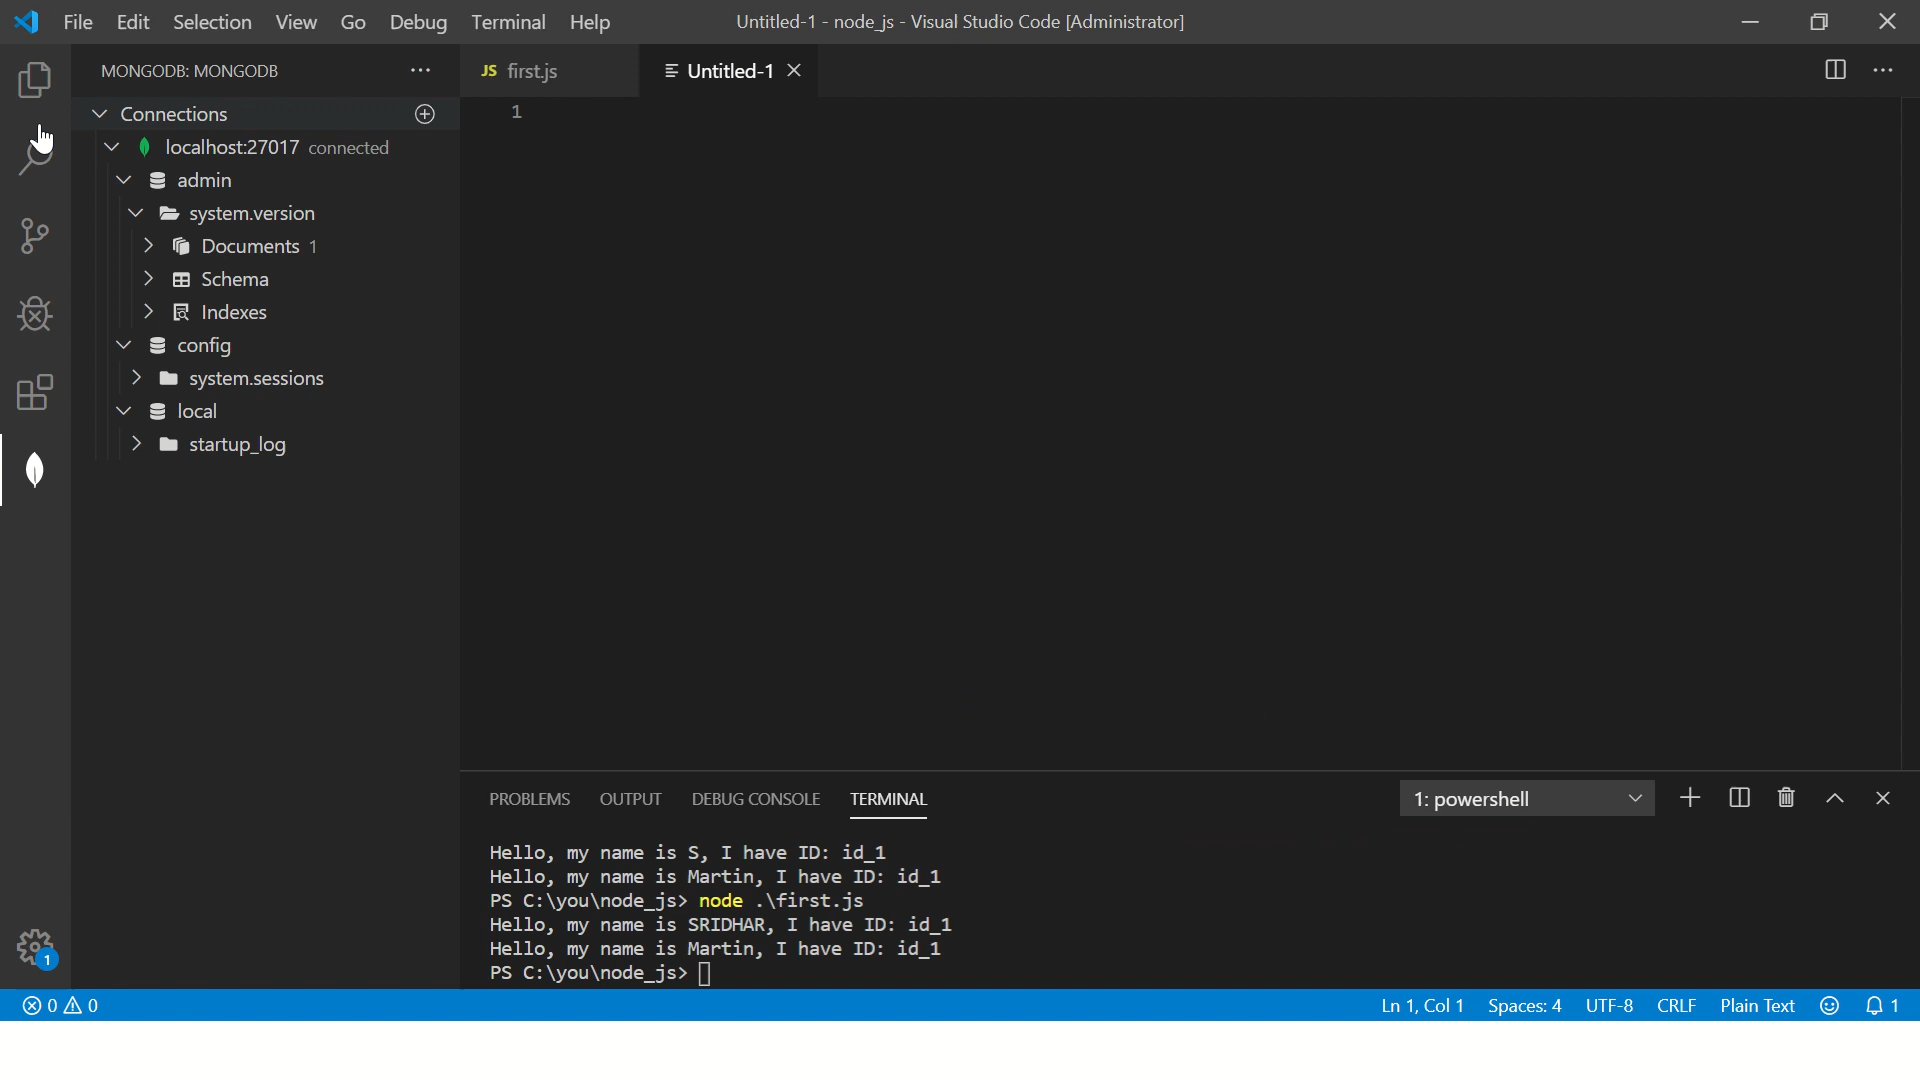 File Edit Selection View Go Debug Terminal Help
Untitled-1 - node_js - Visual Studio Code [Administrator]
MONGODB: MONGODB
JS first.js
Untitled-1
Connections
1
localhost:27017 connected
admin
system.version
Documents 1
Schema
Indexes
config
system.sessions
local
startup_log
PROBLEMS OUTPUT DEBUG CONSOLE TERMINAL
1: powershell
Hello, my name is S, I have ID: id_1
Hello, my name is Martin, I have ID: id_1
PS C:\you\node_js> node .\first.js
Hello, my name is SRIDHAR, I have ID: id_1
Hello, my name is Martin, I have ID: id_1
PS C:\you\node_js>
1
0 0
Ln 1, Col 1 Spaces: 4 UTF-8 CRLF Plain Text 1